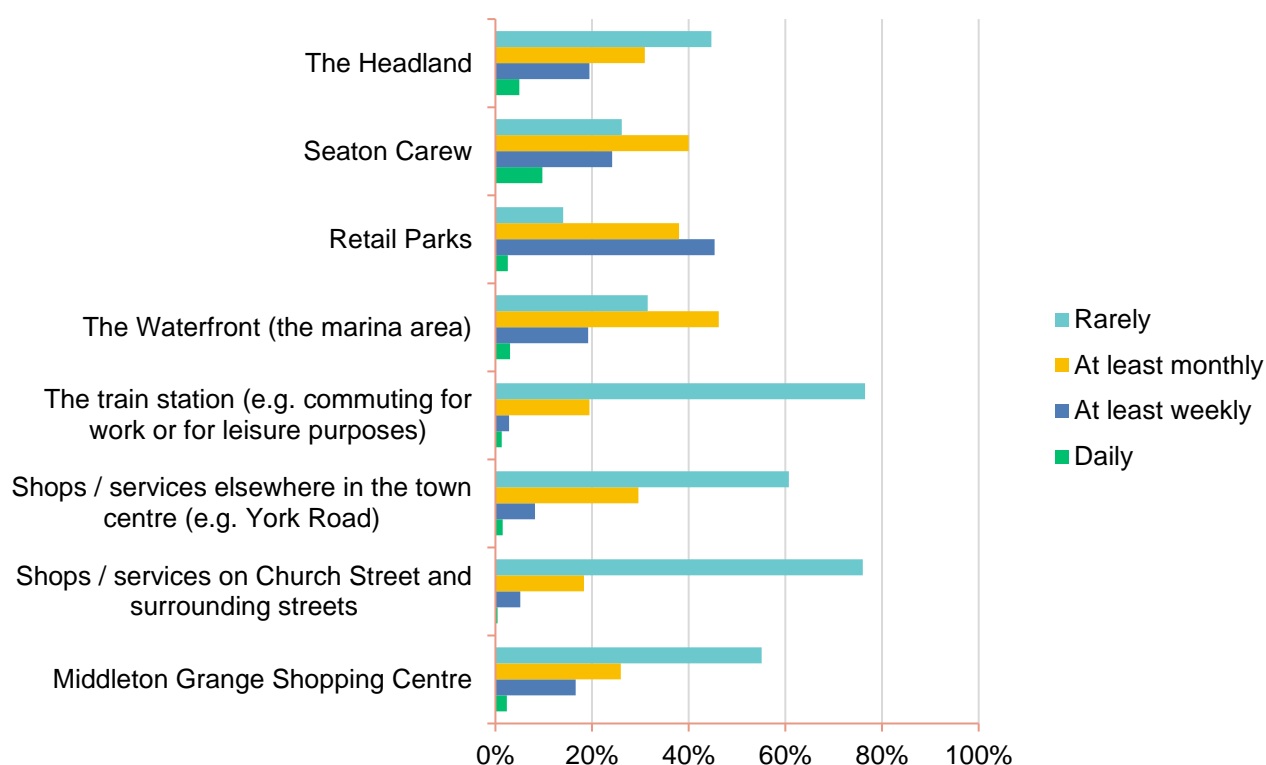 The Headland
Seaton Carew
Retail Parks
The Waterfront (the marina area)
The train station (e.g. commuting for
work or for leisure purposes)
Shops / services elsewhere in the town
centre (e.g. York Road)
Shops / services on Church Street and
surrounding streets
Middleton Grange Shopping Centre
0% 20% 40% 60% 80% 100%
Rarely
At least monthly
At least weekly
Daily